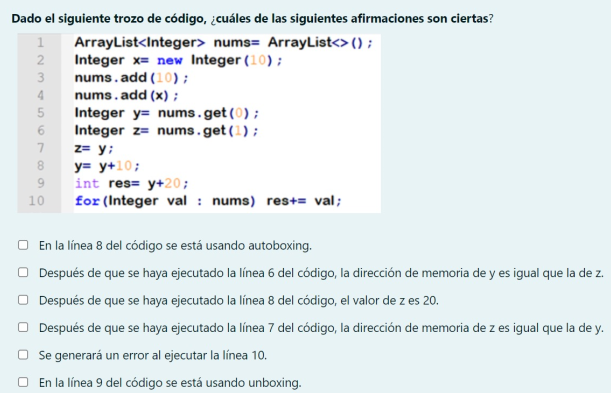 Dado el siguiente trozo de código, ¿cuáles de las siguientes afirmaciones son ciertas?
1 ArrayList<Integer> nums= ArrayList<>();
2 Integer x= new Integer(10);
3 nums.add(10);
4 nums.add(x);
5 Integer y= nums.get(0);
6 Integer z= nums.get(1);
7 z= y;
8 y= y+10;
9 int res= y+20;
10 for(Integer val : nums) res+= val;
En la línea 8 del código se está usando autoboxing.
Después de que se haya ejecutado la línea 6 del código, la dirección de memoria de y es igual que la de z.
Después de que se haya ejecutado la línea 8 del código, el valor de z es 20.
Después de que se haya ejecutado la línea 7 del código, la dirección de memoria de z es igual que la de y.
Se generará un error al ejecutar la línea 10.
En la línea 9 del código se está usando unboxing.